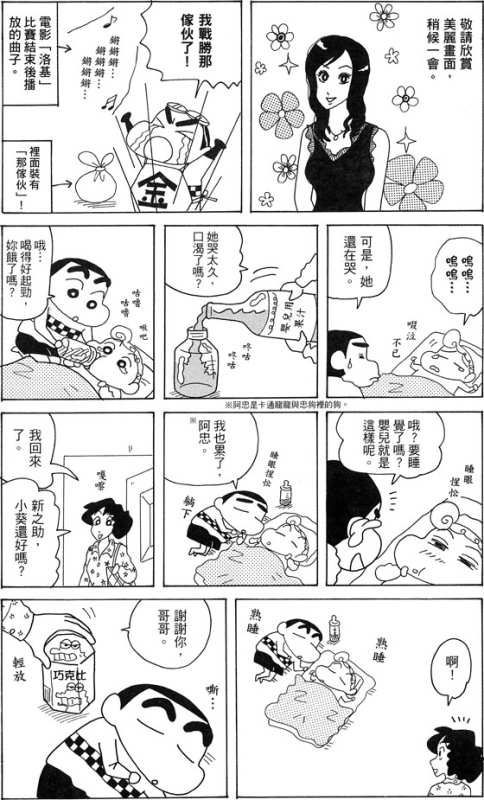 敬請欣賞
美麗畫面，
稍候一會。
我戰勝那
傢伙了！
鏘鏘…
鏘鏘鏘…
鏘鏘鏘…
金
電影「洛基」
比賽結束後播
放的曲子。
裡面裝有
「那傢伙」！
嗚嗚…
嗚嗚…
可是，她
還在哭。
啜泣
不已
她哭太久，
口渴了嗎？
嬰兒用
果汁
咚咕
咚咕
哦…
喝得好起勁，
妳餓了嗎？
咕嚕
咕嚕
※阿忠是卡通龍龍與忠狗裡的狗。
哦？要睡
覺了嗎？
嬰兒就是
這樣呢。
睡眼
惺忪
我也累了，
阿忠。
※
睡眼
惺忪
躺下
我回來
了。
嘎喳
新之助，
小葵還好嗎？
啊！
熟睡
熟睡
謝謝你，
哥哥。
嘶…
巧克比
輕放